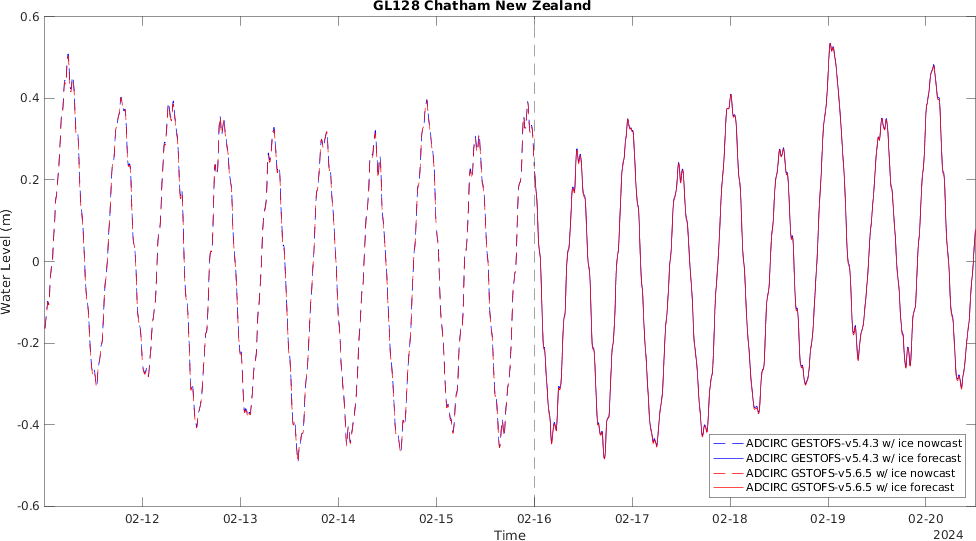 GL128 Chatham New Zealand
0.6
0.4
0.2
0
-0.2
-0.4
-0.6
Water Level (m)
02-12
02-13
02-14
02-15
02-16
02-17
02-18
02-19
02-20
Time
2024
ADCIRC GESTOFS-v5.4.3 w/ ice nowcast
ADCIRC GESTOFS-v5.4.3 w/ ice forecast
ADCIRC GSTOFS-v5.6.5 w/ ice nowcast
ADCIRC GSTOFS-v5.6.5 w/ ice forecast